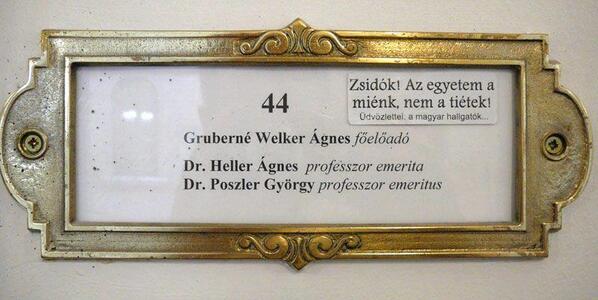 44
Zsidók! Az egyetem a
miénk, nem a tiétek!
Üdvözlettel, a magyar hallgatók...
Gruberné Welker Ágnes főelőadó
Dr. Heller Ágnes professzor emerita
Dr. Poszler György professzor emeritus